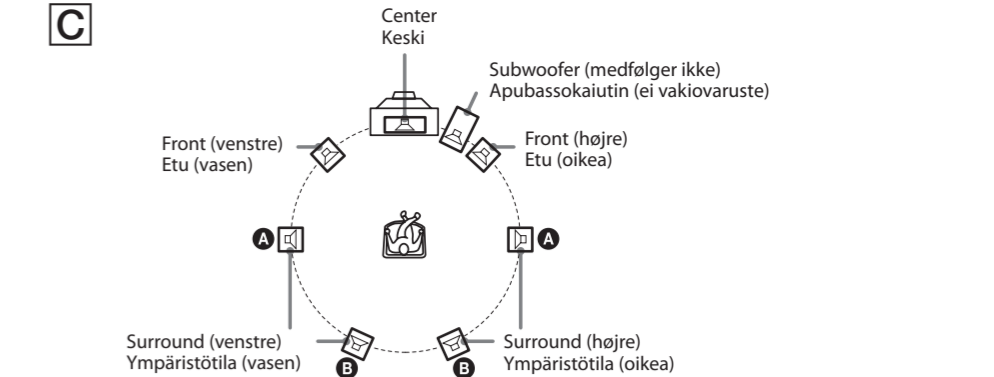 C
Center
Keski
Subwoofer (medfølger ikke)
Apubassokaiutin (ei vakiovaruste)
Front (venstre)
Etu (vasen)
Front (højre)
Etu (oikea)
A
A
Surround (venstre)
Ympäristötila (vasen)
Surround (højre)
Ympäristötila (oikea)
B
B